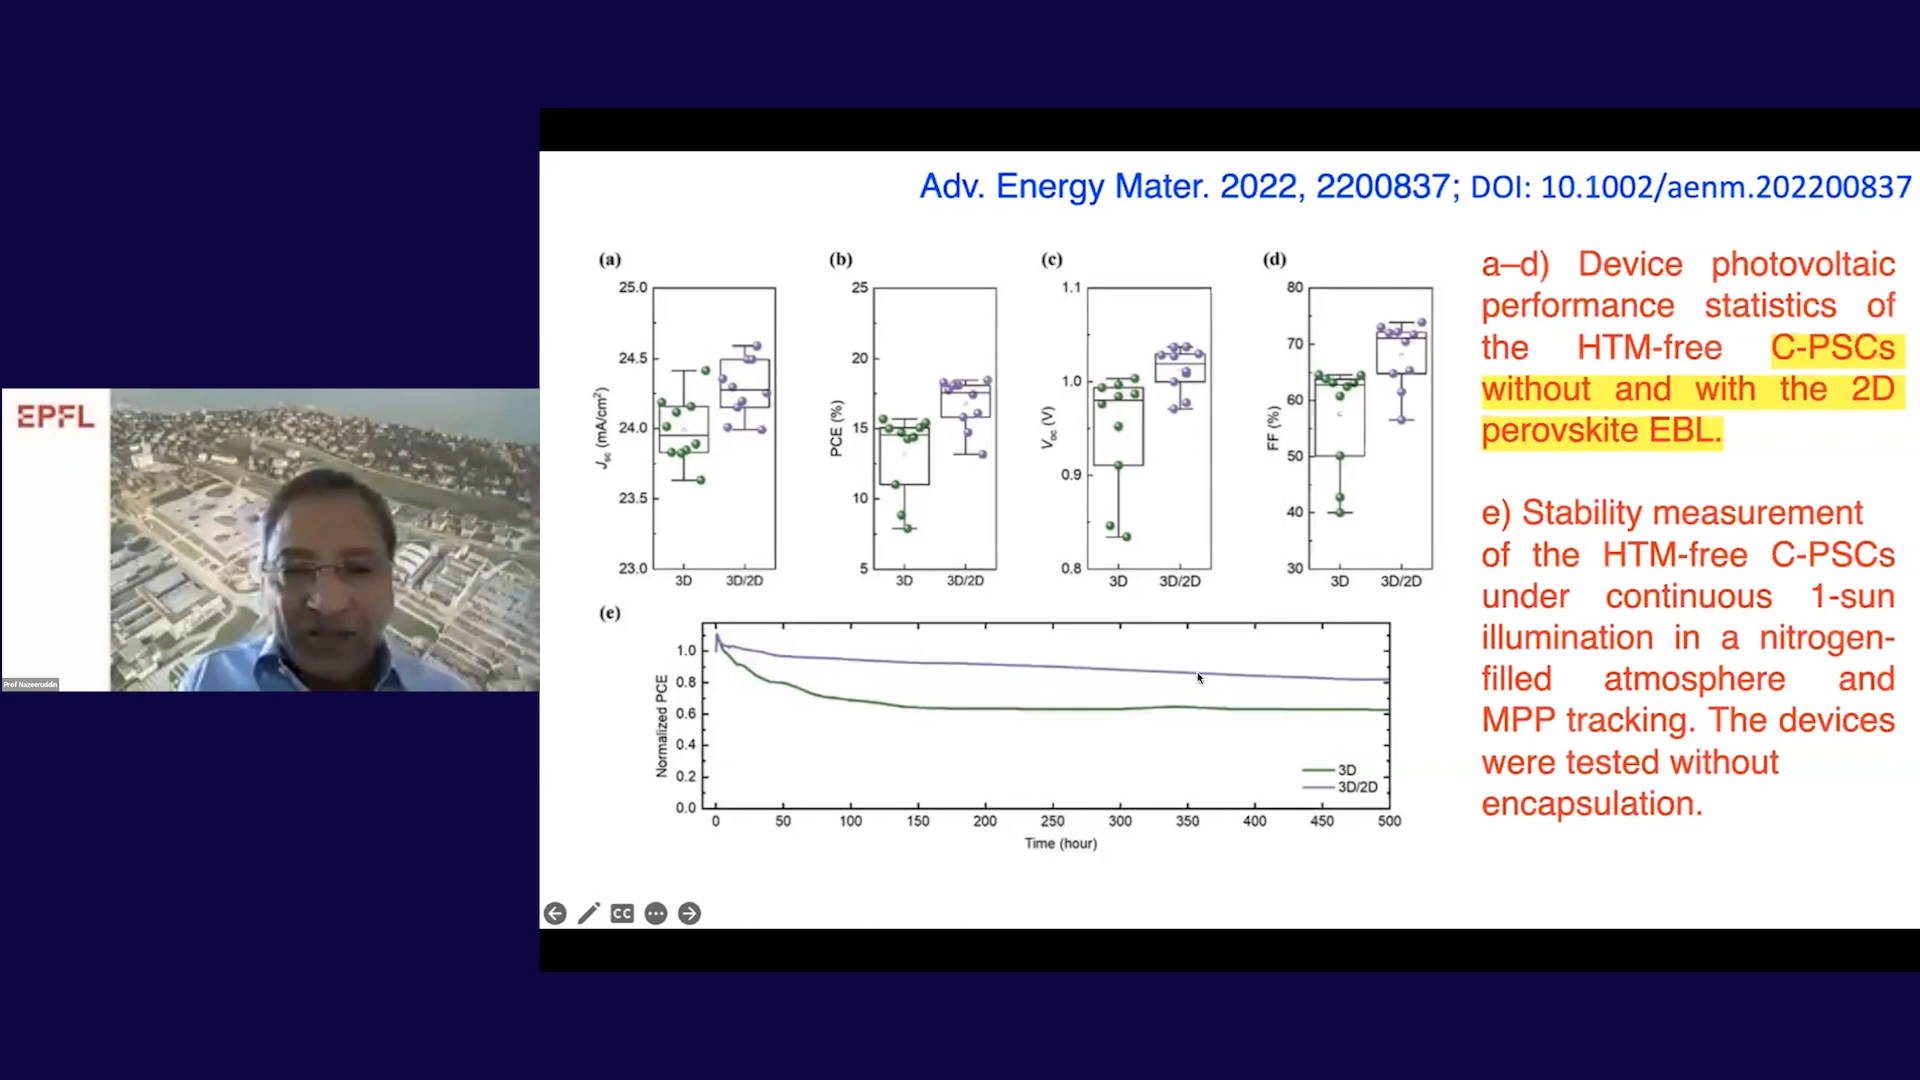 EPFL
Prof Nazeeruddin
Adv. Energy Mater. 2022, 2200837; DOI: 10.1002/aenm.202200837
(a)
25.0
24.5
24.0
23.5
23.0
Jsc (mA/cm2)
3D
3D/2D
(b)
25
20
15
10
5
PCE (%)
3D
3D/2D
(c)
1.1
1.0
0.9
0.8
Voc (V)
3D
3D/2D
(d)
80
70
60
50
40
30
FF (%)
3D
3D/2D
(e)
1.0
0.8
0.6
0.4
0.2
0.0
Normalized PCE
3D
3D/2D
0 50 100 150 200 250 300 350 400 450 500
Time (hour)
a–d) Device photovoltaic
performance statistics of
the HTM-free C-PSCs
without and with the 2D
perovskite EBL.
e) Stability measurement
of the HTM-free C-PSCs
under continuous 1-sun
illumination in a nitrogen-
filled atmosphere and
MPP tracking. The devices
were tested without
encapsulation.
CC